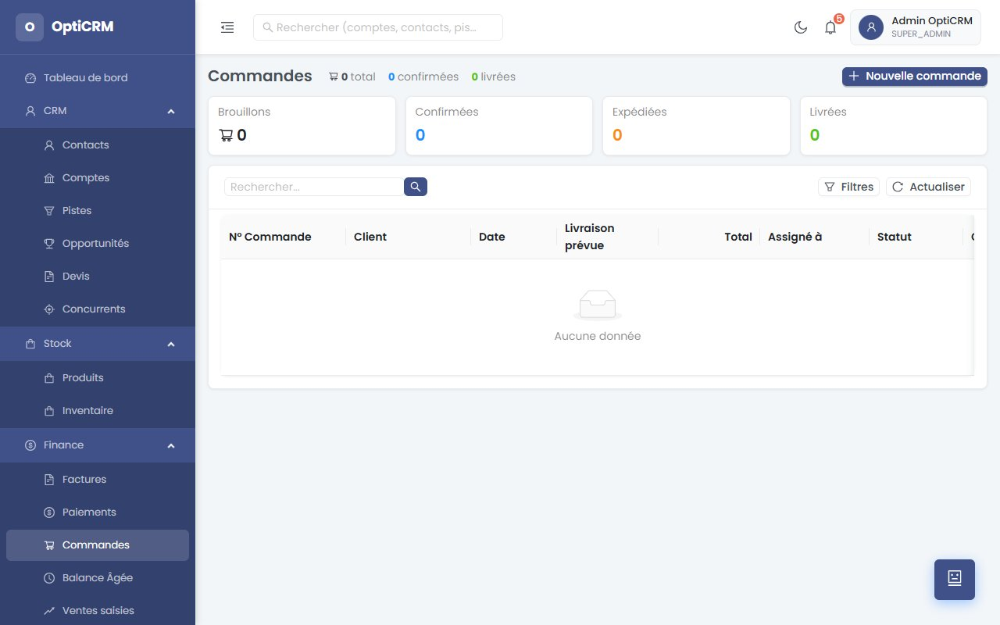 O OptiCRM
Rechercher (comptes, contacts, pis...
5
Admin OptiCRM
SUPER_ADMIN
Tableau de bord
CRM
Contacts
Comptes
Pistes
Opportunités
Devis
Concurrents
Stock
Produits
Inventaire
Finance
Factures
Paiements
Commandes
Balance Âgée
Ventes saisies
Commandes 0 total 0 confirmées 0 livrées
Nouvelle commande
Brouillons
0
Confirmées
0
Expédiées
0
Livrées
0
Rechercher...
Filtres
Actualiser
N° Commande
Client
Date
Livraison
prévue
Total
Assigné à
Statut
Aucune donnée